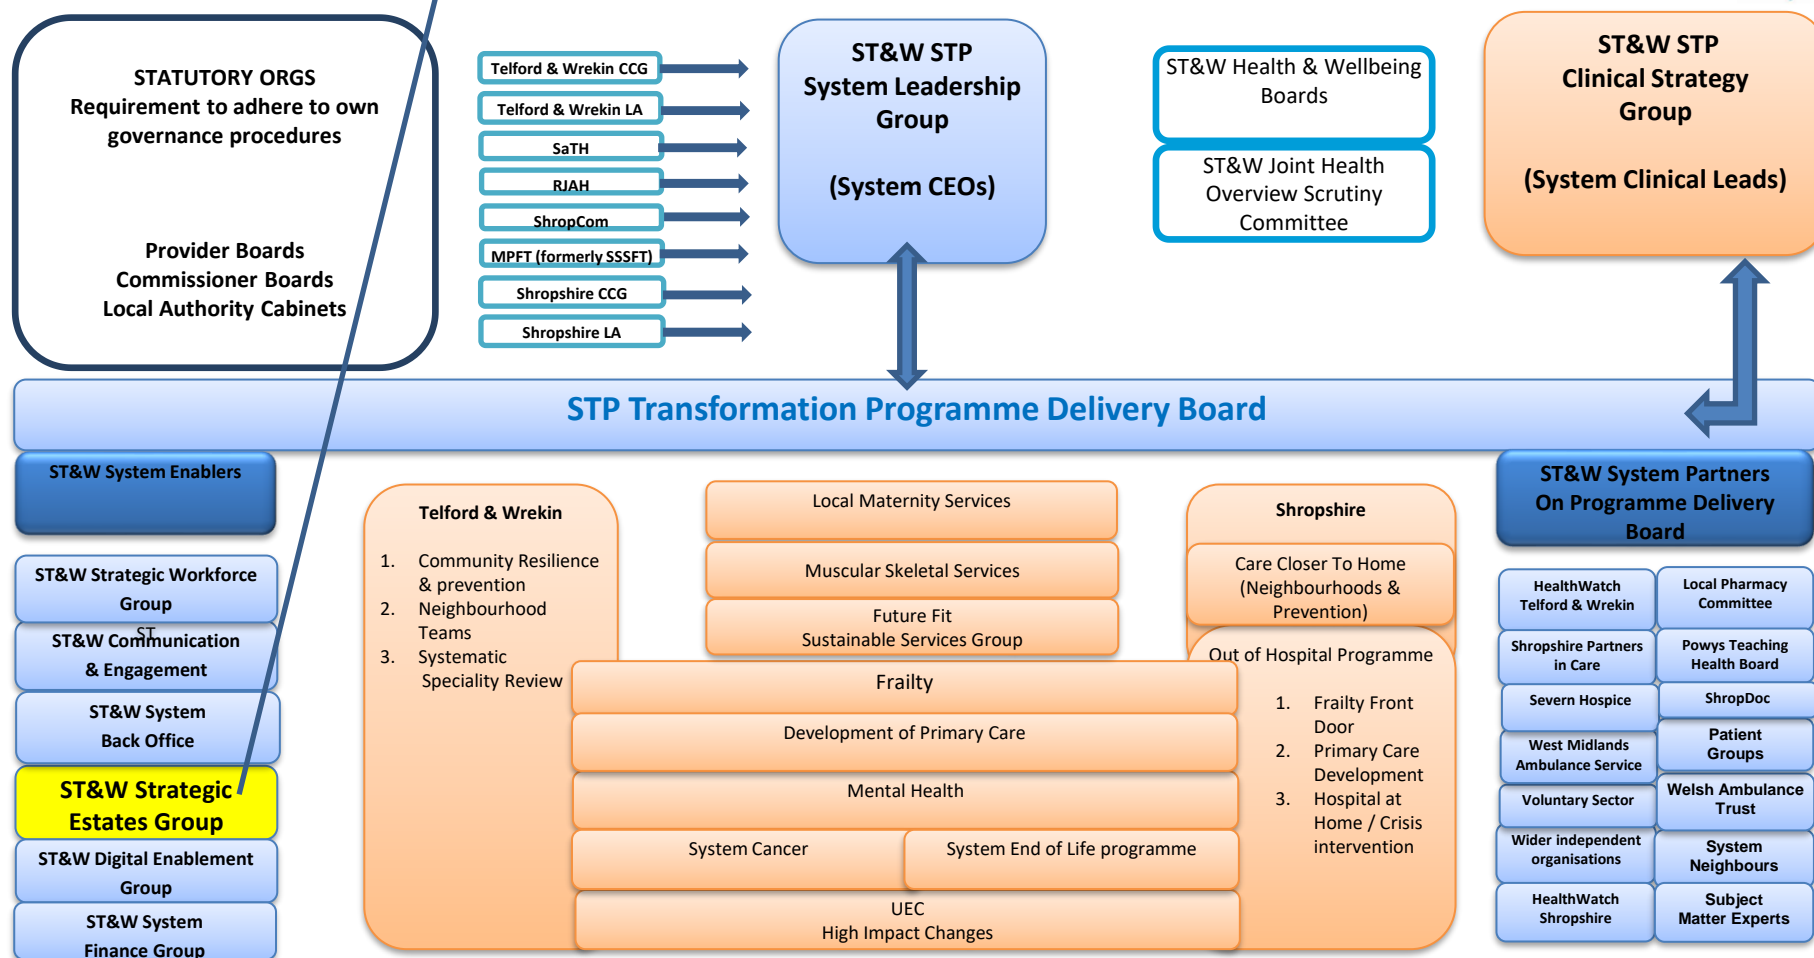 STATUTORY ORGS
Requirement to adhere to own
governance procedures
Provider Boards
Commissioner Boards
Local Authority Cabinets
Telford & Wrekin CCG
Telford & Wrekin LA
SaTH
RJAH
ShropCom
MPFT (formerly SSSFT)
Shropshire CCG
Shropshire LA
ST&W STP
System Leadership
Group
(System CEOs)
ST&W Health & Wellbeing
Boards
ST&W Joint Health
Overview Scrutiny
Committee
ST&W STP
Clinical Strategy
Group
(System Clinical Leads)
STP Transformation Programme Delivery Board
ST&W System Enablers
ST&W Strategic Workforce
Group
ST
ST&W Communication
& Engagement
ST&W System
Back Office
ST&W Strategic
Estates Group
ST&W Digital Enablement
Group
ST&W System
Finance Group
Telford & Wrekin
1. Community Resilience
& prevention
2. Neighbourhood
Teams
3. Systematic
Speciality Review
Local Maternity Services
Muscular Skeletal Services
Future Fit
Sustainable Services Group
Frailty
Development of Primary Care
Mental Health
System Cancer
System End of Life programme
UEC
High Impact Changes
Shropshire
Care Closer To Home
(Neighbourhoods &
Prevention)
Out of Hospital Programme
1. Frailty Front
Door
2. Primary Care
Development
3. Hospital at
Home / Crisis
intervention
ST&W System Partners
On Programme Delivery
Board
HealthWatch
Telford & Wrekin
Local Pharmacy
Committee
Shropshire Partners
in Care
Powys Teaching
Health Board
Severn Hospice
ShropDoc
West Midlands
Ambulance Service
Patient
Groups
Voluntary Sector
Welsh Ambulance
Trust
Wider independent
organisations
System
Neighbours
HealthWatch
Shropshire
Subject
Matter Experts